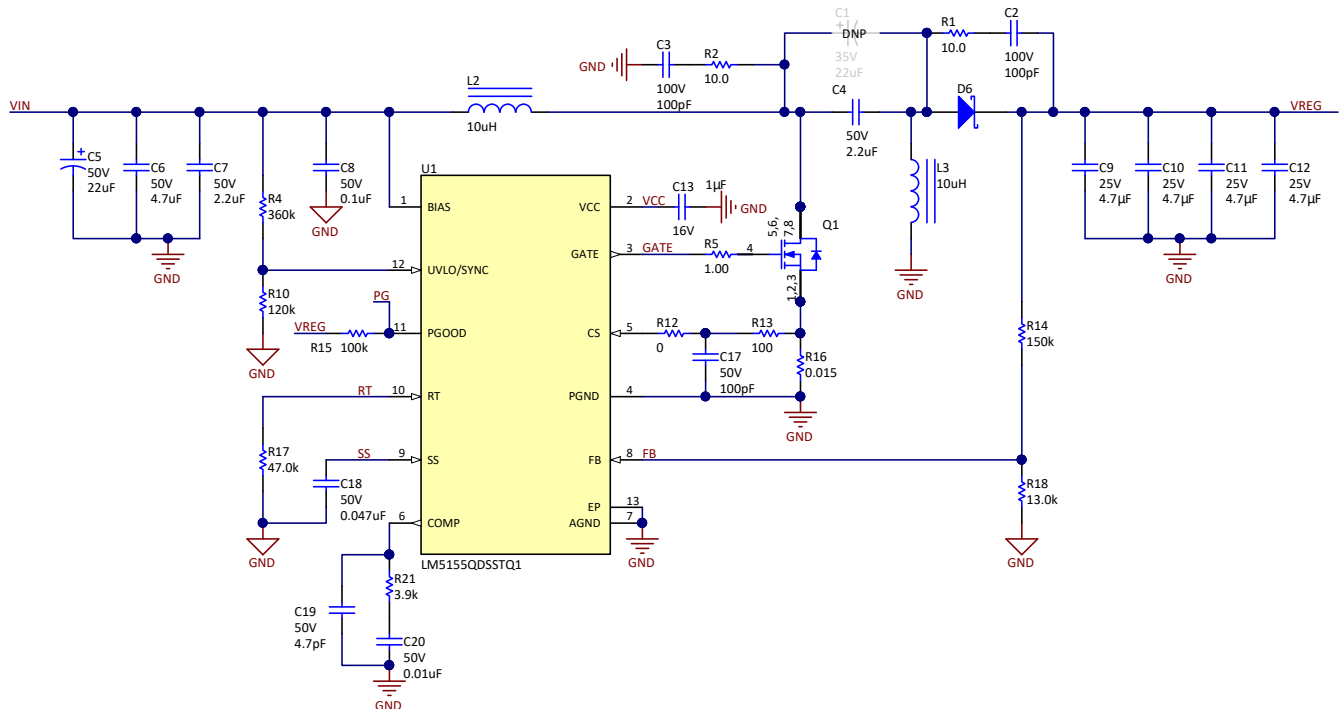 C1
+
DNP
35V
22uF
R1
10.0
C2
100V
100pF
GND
C3
100V
100pF
R2
10.0
L2
10uH
C4
50V
2.2uF
D6
VIN
VREG
C5
+
50V
22uF
C6
50V
4.7uF
C7
50V
2.2uF
GND
R4
360k
C8
50V
0.1uF
GND
L3
10uH
GND
C9
25V
4.7µF
C10
25V
4.7µF
C11
25V
4.7µF
C12
25V
4.7µF
GND
U1
1 BIAS
VCC 2 VCC
C13
1µF
16V
GND
GATE 3 GATE
R5
1.00
4
5,6,
7,8
Q1
1,2,3
12 UVLO/SYNC
R10
120k
GND
PG
VREG
R15 100k
11 PGOOD
CS 5
R12
0
R13
100
C17
50V
100pF
R16
0.015
PGND 4
GND
RT 10 RT
R17
47.0k
SS 9 SS
C18
50V
0.047uF
GND
FB 8 FB
R14
150k
R18
13.0k
GND
EP 13
AGND 7
GND
6 COMP
LM5155QDSSTQ1
R21
3.9k
C19
50V
4.7pF
C20
50V
0.01uF
GND